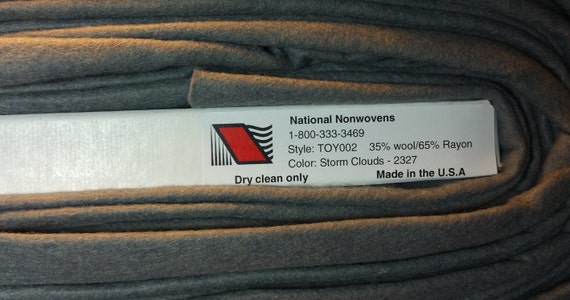 National Nonwovens
1-800-333-3469
Style: TOY002 35% wool/65% Rayon
Color: Storm Clouds - 2327
Dry clean only Made in the U.S.A